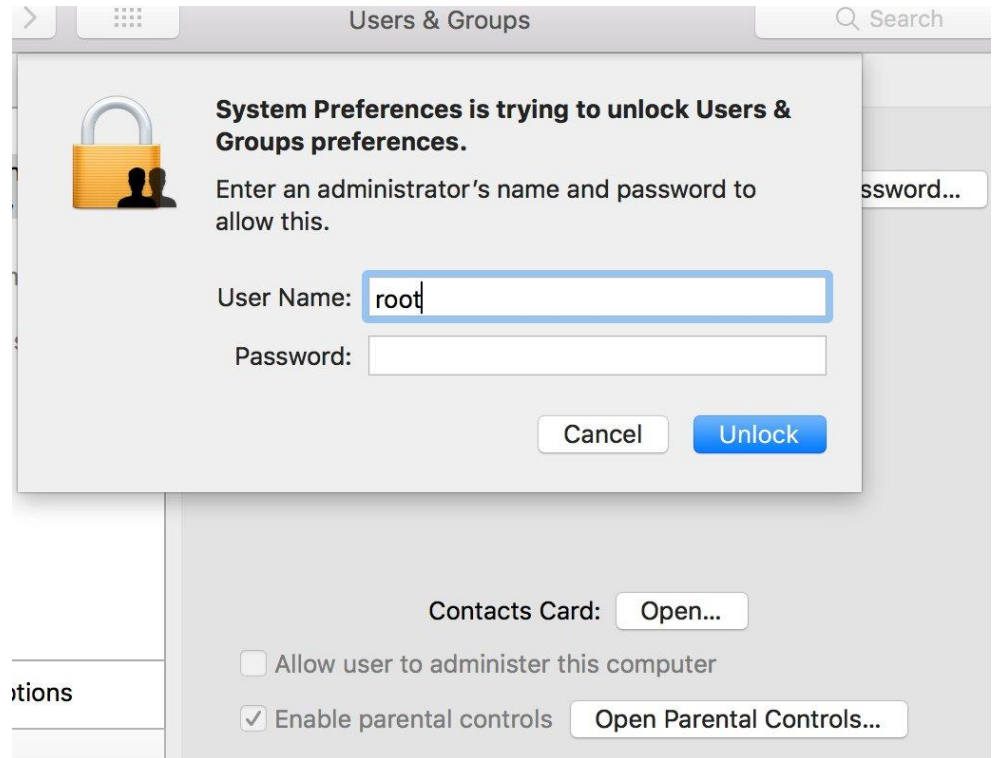 Users & Groups
Search
System Preferences is trying to unlock Users &
Groups preferences.
Enter an administrator's name and password to
allow this.
ssword...
User Name: root
Password:
Cancel Unlock
Contacts Card: Open...
Allow user to administer this computer
otions
Enable parental controls Open Parental Controls...